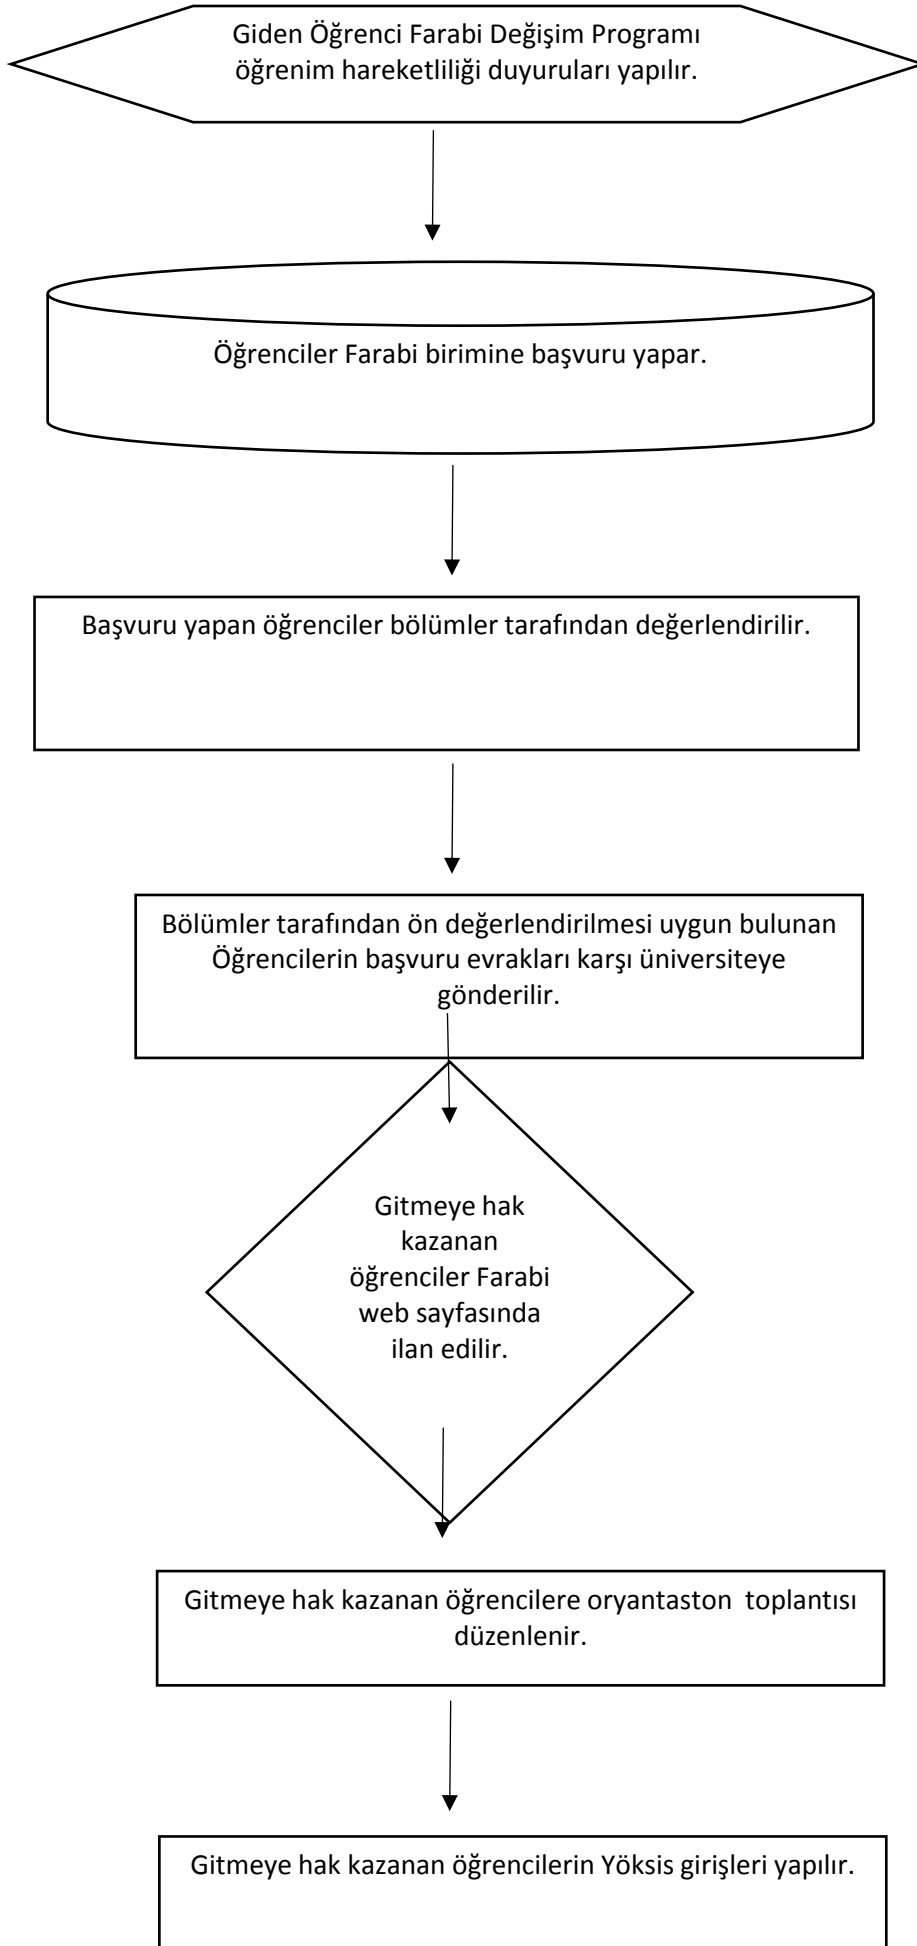 Giden Öğrenci Farabi Değişim Programı
öğrenim hareketliliği duyuruları yapılır.
Öğrenciler Farabi birimine başvuru yapar.
Başvuru yapan öğrenciler bölümler tarafından değerlendirilir.
Bölümler tarafından ön değerlendirilmesi uygun bulunan
Öğrencilerin başvuru evrakları karşı üniversiteye
gönderilir.
Gitmeye hak
kazanan
öğrenciler Farabi
web sayfasında
ilan edilir.
Gitmeye hak kazanan öğrencilere oryantaston  toplantısı
düzenlenir.
Gitmeye hak kazanan öğrencilerin Yöksis girişleri yapılır.